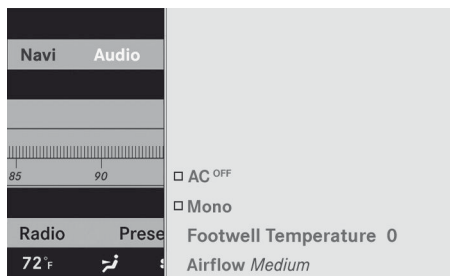 Navi Audio
85 90
AC OFF
Mono
Radio Prese
Footwell Temperature 0
72°F
Airflow Medium